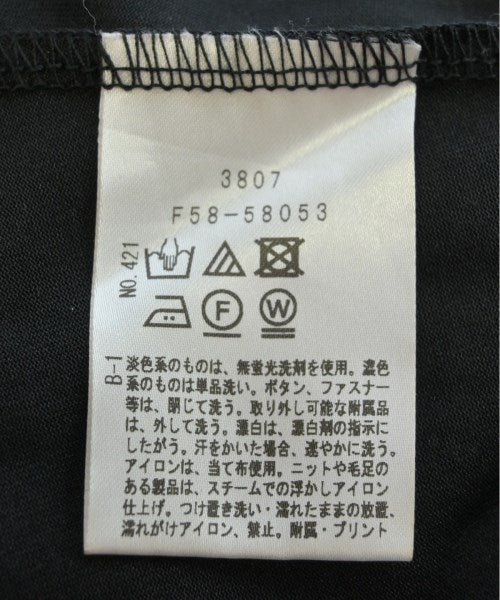 3807
F58-58053
NO.421
F
W
B-1
淡色系のものは、無蛍光洗剤を使用。濃色
系のものは単品洗い。ボタン、ファスナー
等は、閉じて洗う。取り外し可能な附属品
は、外して洗う。漂白は、漂白剤の指示に
したがう。汗をかいた場合、速やかに洗う。
アイロンは、当て布使用。ニットや毛足の
ある製品は、スチームでの浮かしアイロン
仕上げ。つけ置き洗い・濡れたままの放置、
濡れがけアイロン、禁止。附属・プリント